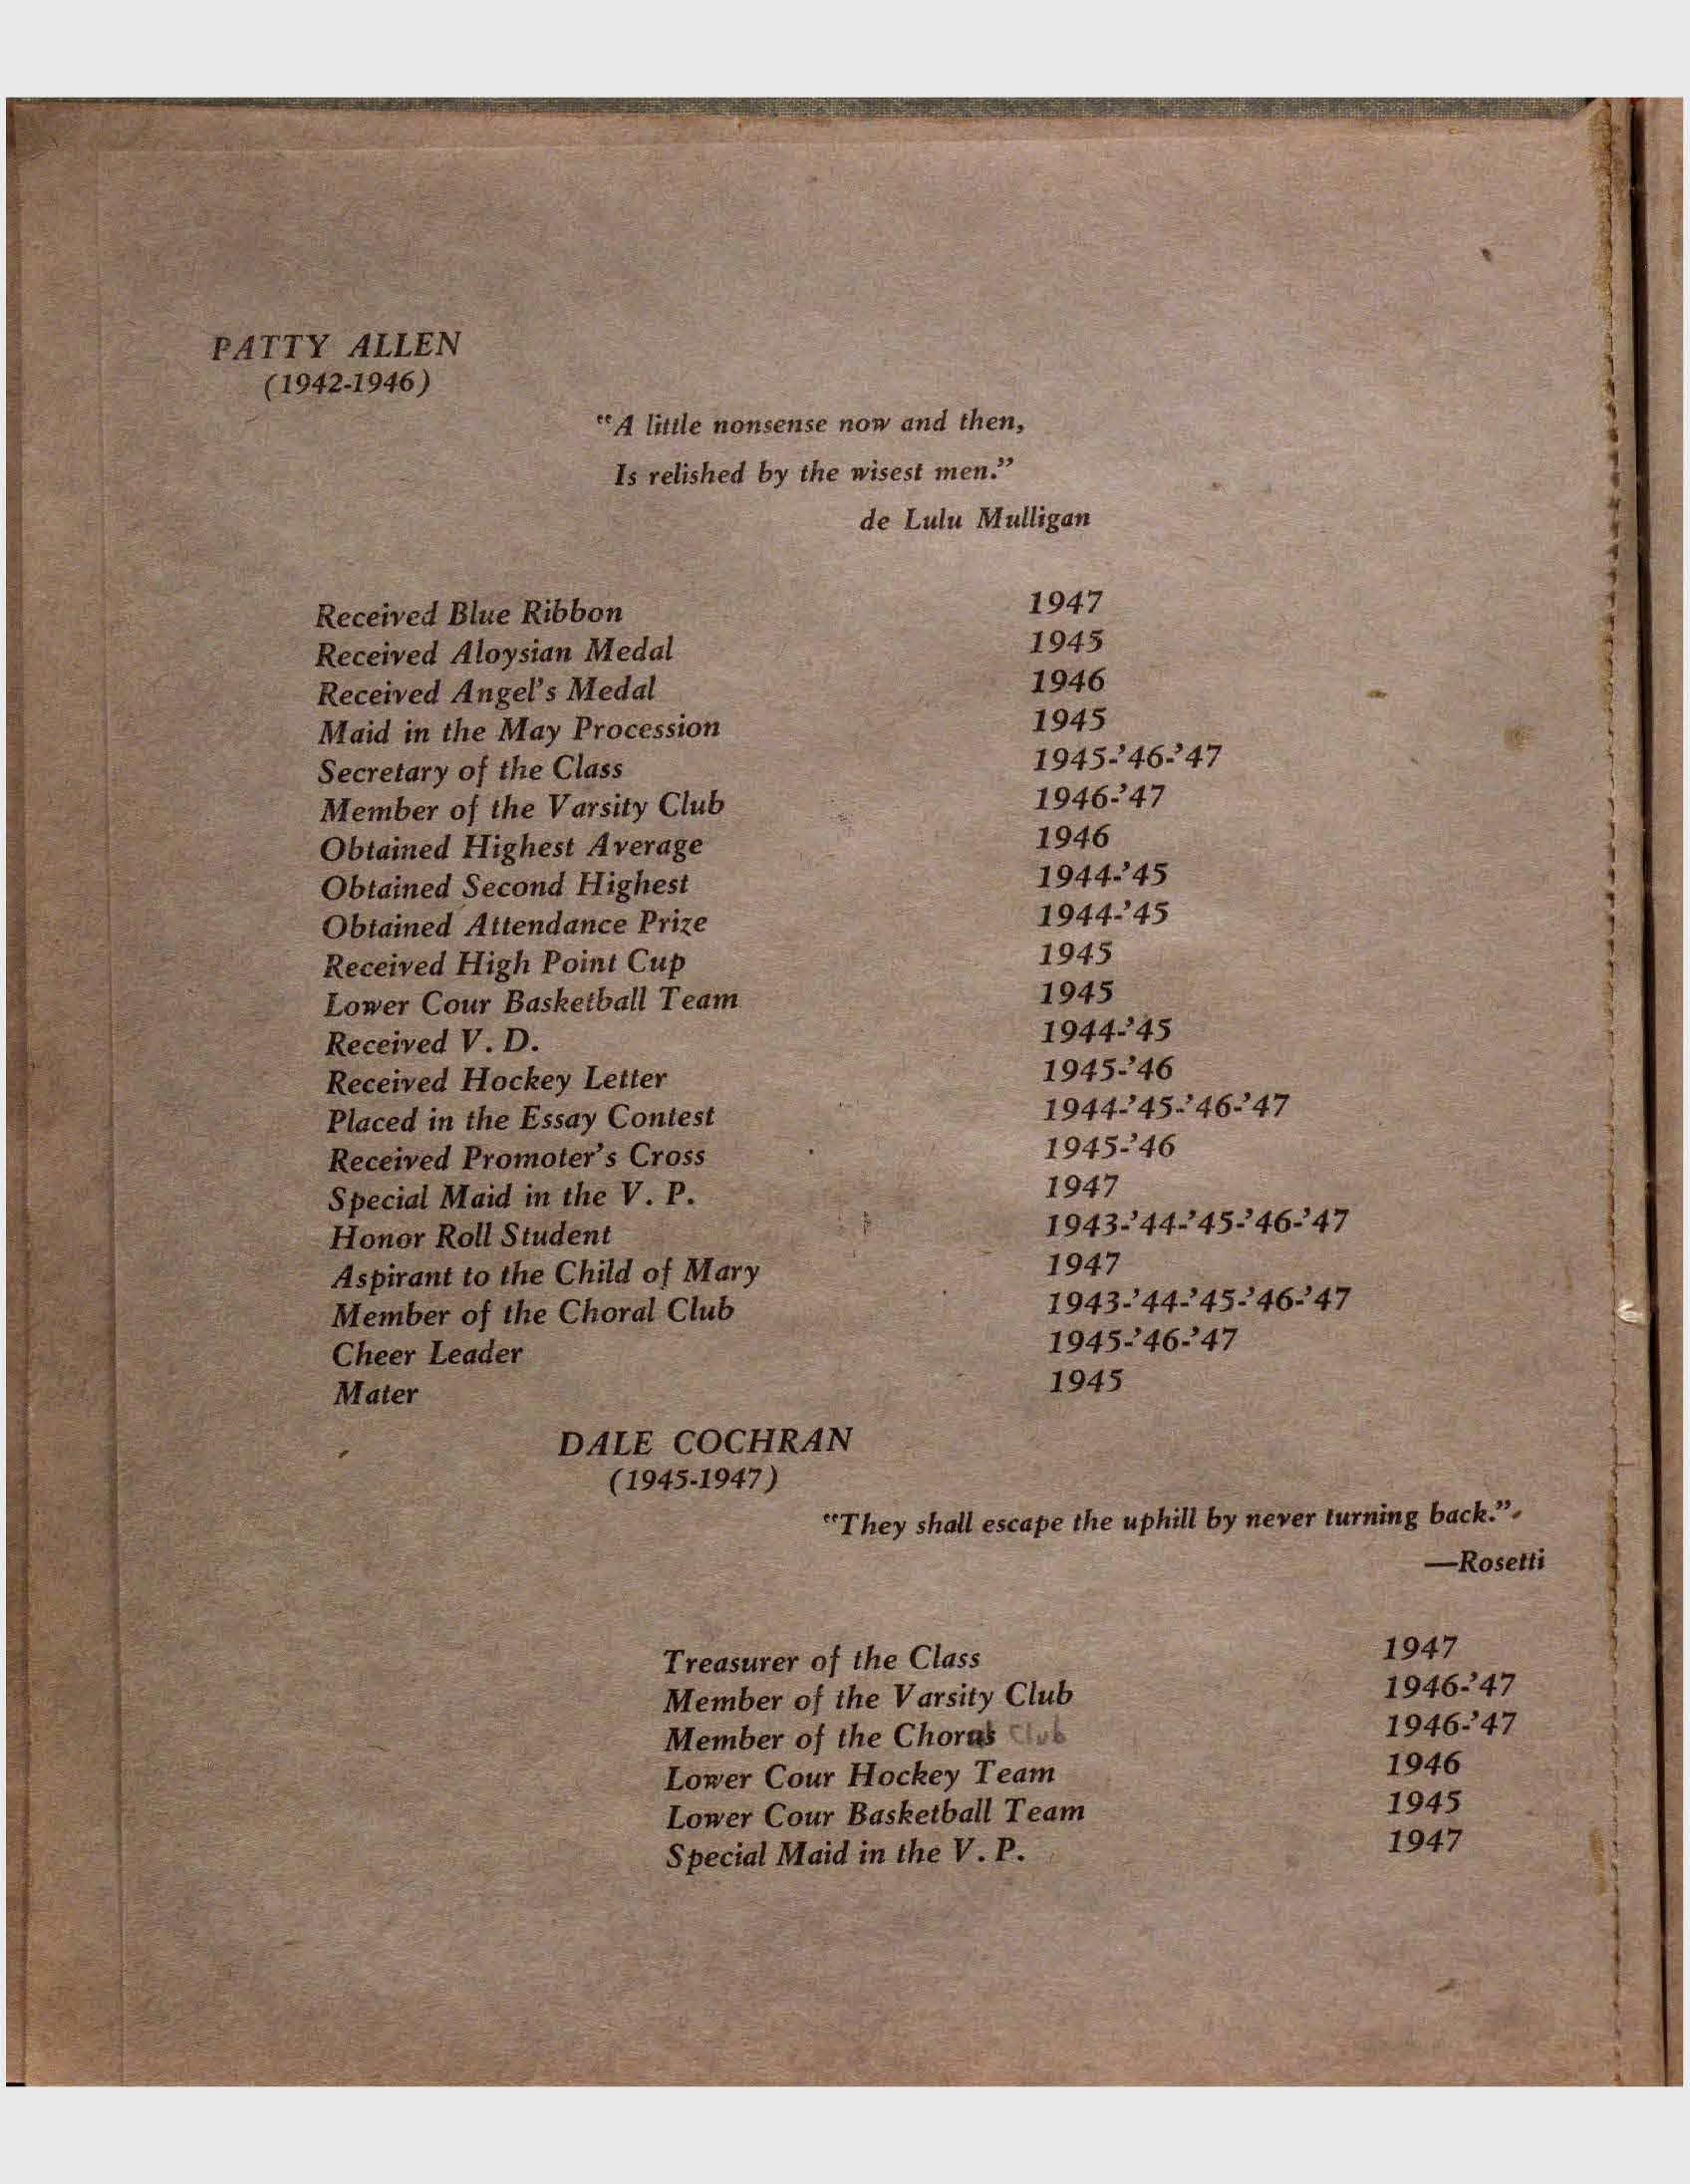 PATTY ALLEN
(1942-1946)
"A little nonsense now and then,
Is relished by the wisest men."
de Lulu Mulligan
Received Blue Ribbon 1947
Received Aloysian Medal 1945
Received Angel's Medal 1946
Maid in the May Procession 1945
Secretary of the Class 1945-'46-'47
Member of the Varsity Club 1946-'47
Obtained Highest Average 1946
Obtained Second Highest 1944-'45
Obtained Attendance Prize 1944-'45
Received High Point Cup 1945
Lower Cour Basketball Team 1945
Received V. D. 1944-'45
Received Hockey Letter 1945-'46
Placed in the Essay Contest 1944-'45-'46-'47
Received Promoter's Cross 1945-'46
Special Maid in the V. P. 1947
Honor Roll Student 1943-'44-'45-'46-'47
Aspirant to the Child of Mary 1947
Member of the Choral Club 1943-'44-'45-'46-'47
Cheer Leader 1945-'46-'47
Mater 1945
DALE COCHRAN
(1945-1947)
"They shall escape the uphill by never turning back."
—Rosetti
Treasurer of the Class 1947
Member of the Varsity Club 1946-'47
Member of the Choral Club 1946-'47
Lower Cour Hockey Team 1946
Lower Cour Basketball Team 1945
Special Maid in the V. P. 1947